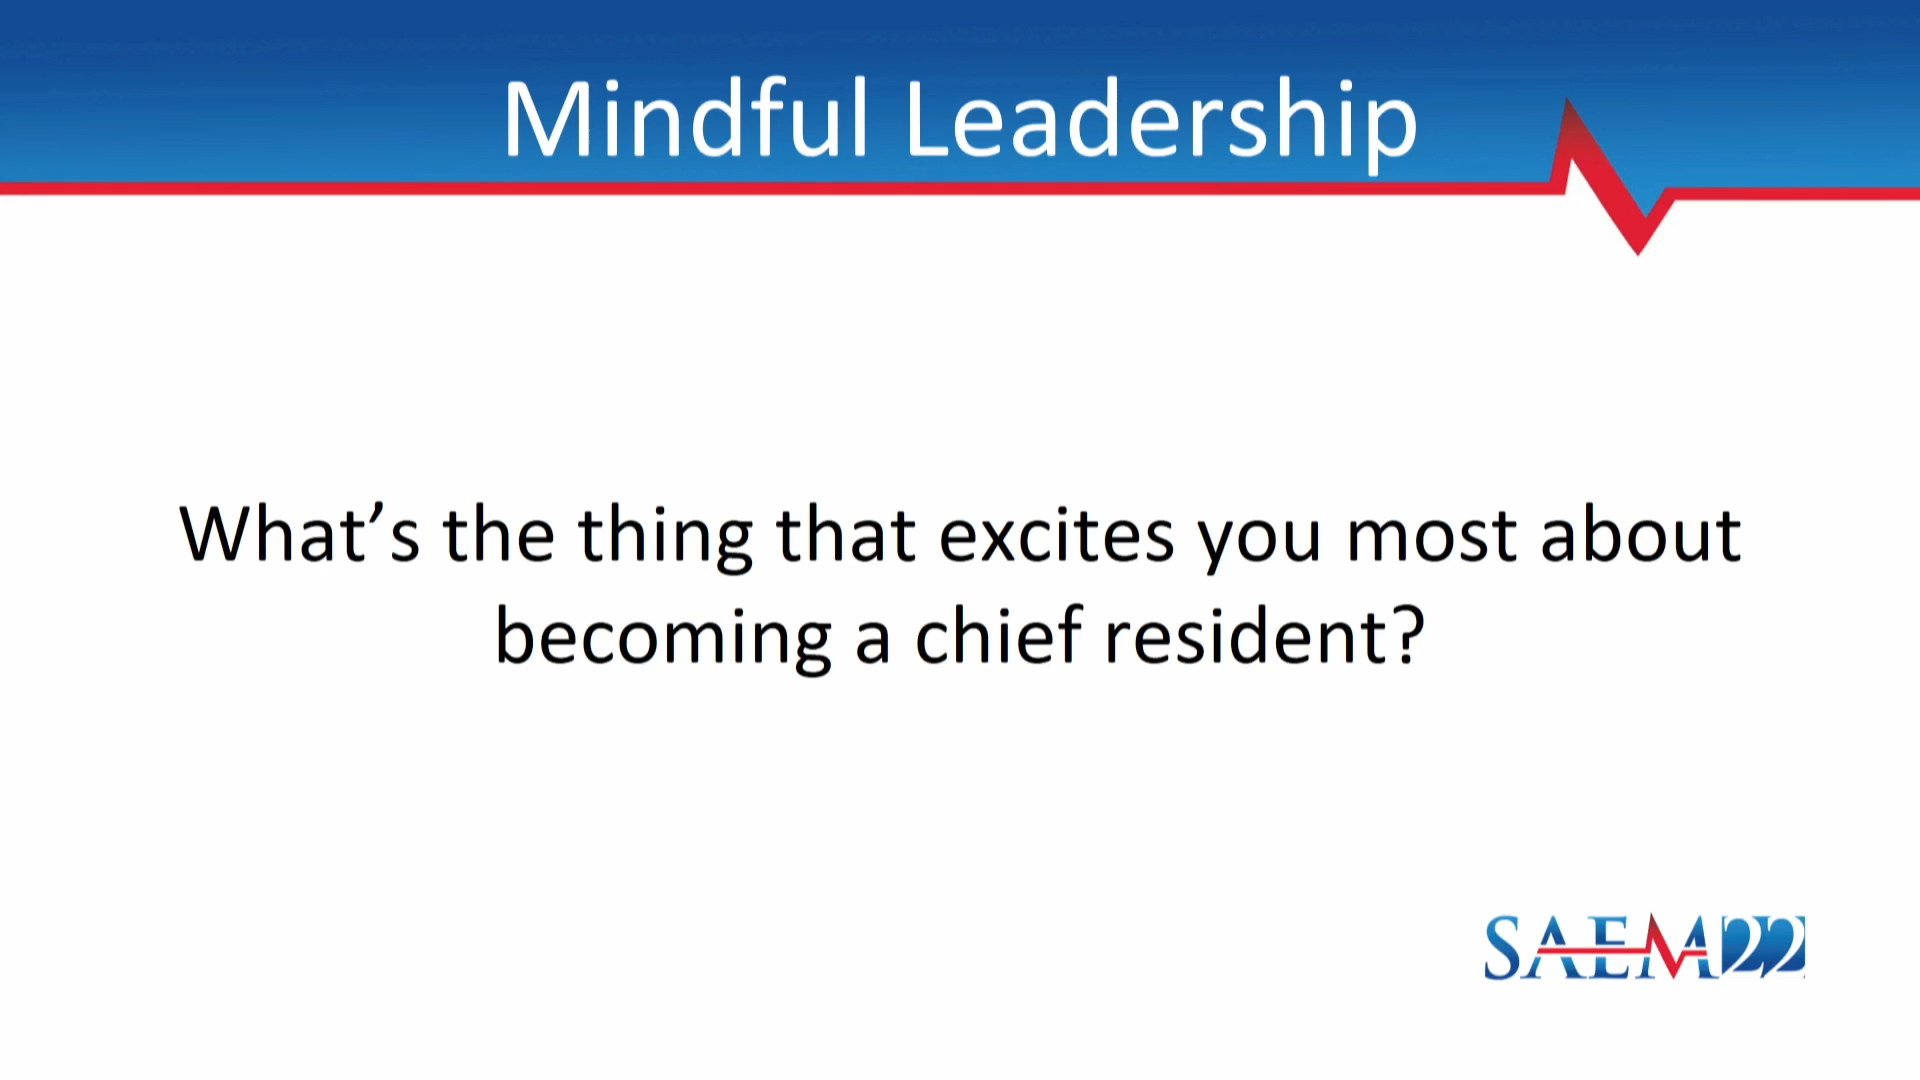 Mindful Leadership
What’s the thing that excites you most about
becoming a chief resident?
SAEM22